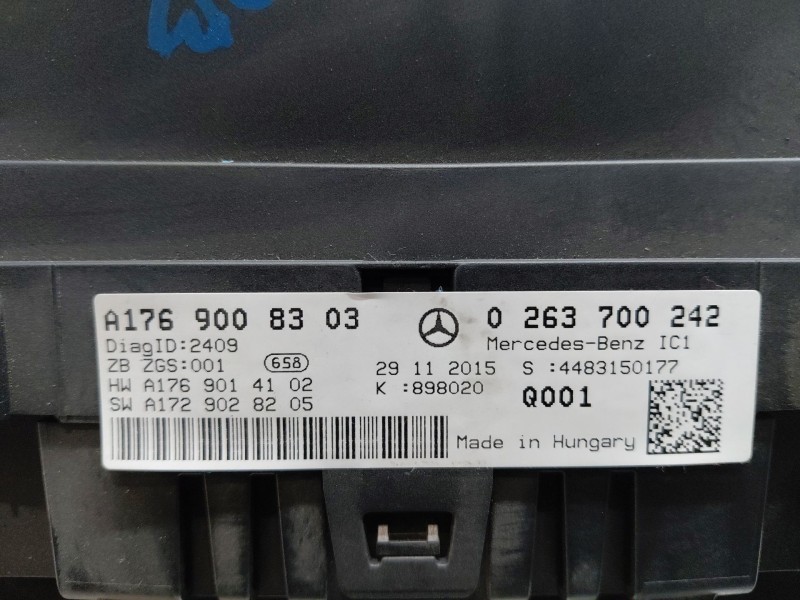 A176 900 83 03
0 263 700 242
DiagID:2409
Mercedes-Benz IC1
ZB ZGS:001
658
29 11 2015
S :4483150177
HW A176 901 41 02
K :898020
Q001
SW A172 902 82 05
Made in Hungary